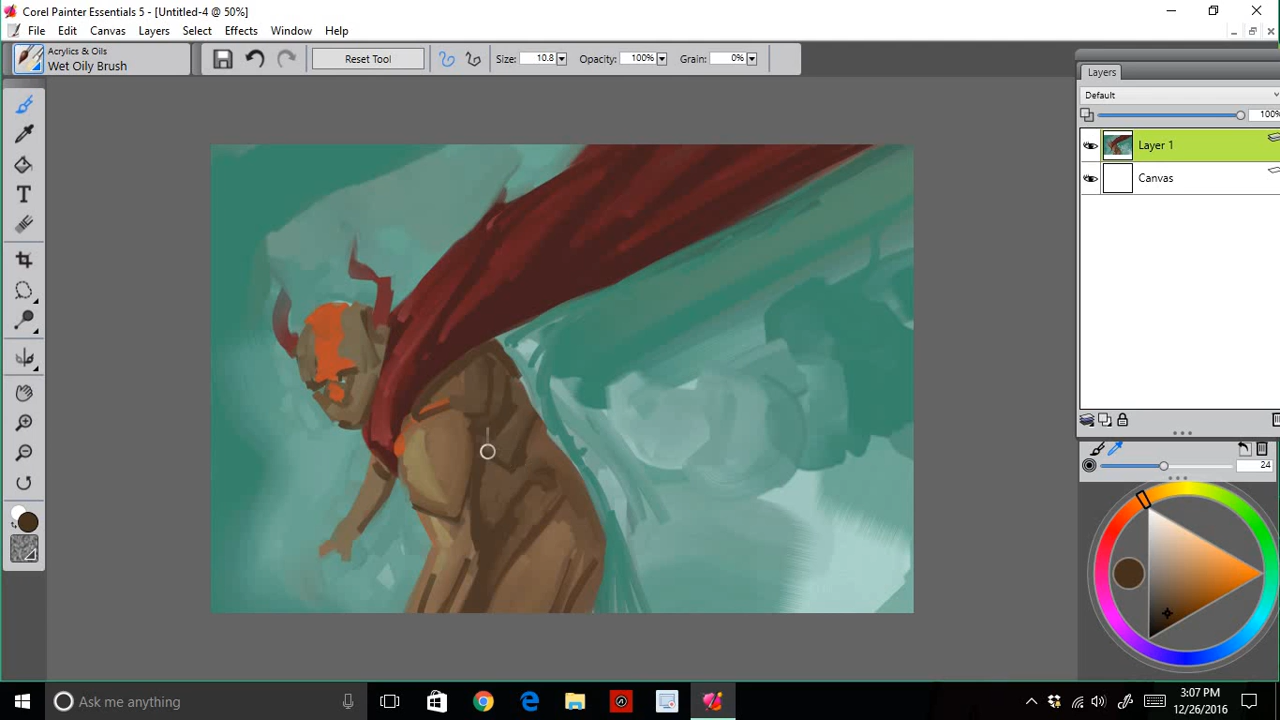 Corel Painter Essentials 5 - [Untitled-4 @ 50%]
File Edit Canvas Layers Select Effects Window Help
Acrylics & Oils
Wet Oily Brush
Reset Tool
Size: 10.8
Opacity: 100%
Grain: 0%
Layers
Default
100%
Layer 1
Canvas
T
24
Ask me anything
3:07 PM
12/26/2016